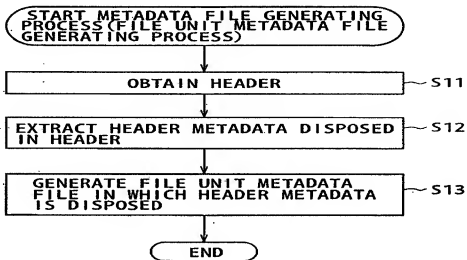 START METADATA FILE GENERATING
PROCESS(FILE UNIT METADATA FILE
GENERATING PROCESS)
OBTAIN HEADER
S11
EXTRACT HEADER METADATA DISPOSED
IN HEADER
S12
GENERATE FILE UNIT METADATA
FILE IN WHICH HEADER METADATA
IS DISPOSED
S13
END